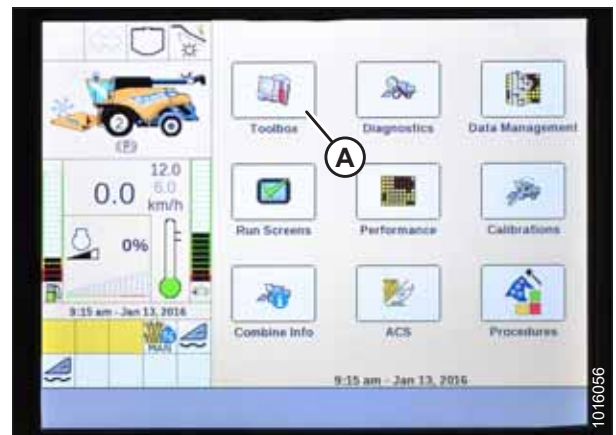 2
(P)
12.0
6.0
0.0 km/h
0%
9:15 am - Jan 13, 2016
MAN
Toolbox
Diagnostics
Data Management
A
Run Screens
Performance
Calibrations
Combine Info
ACS
Procedures
9:15 am - Jan 13, 2016
1016056